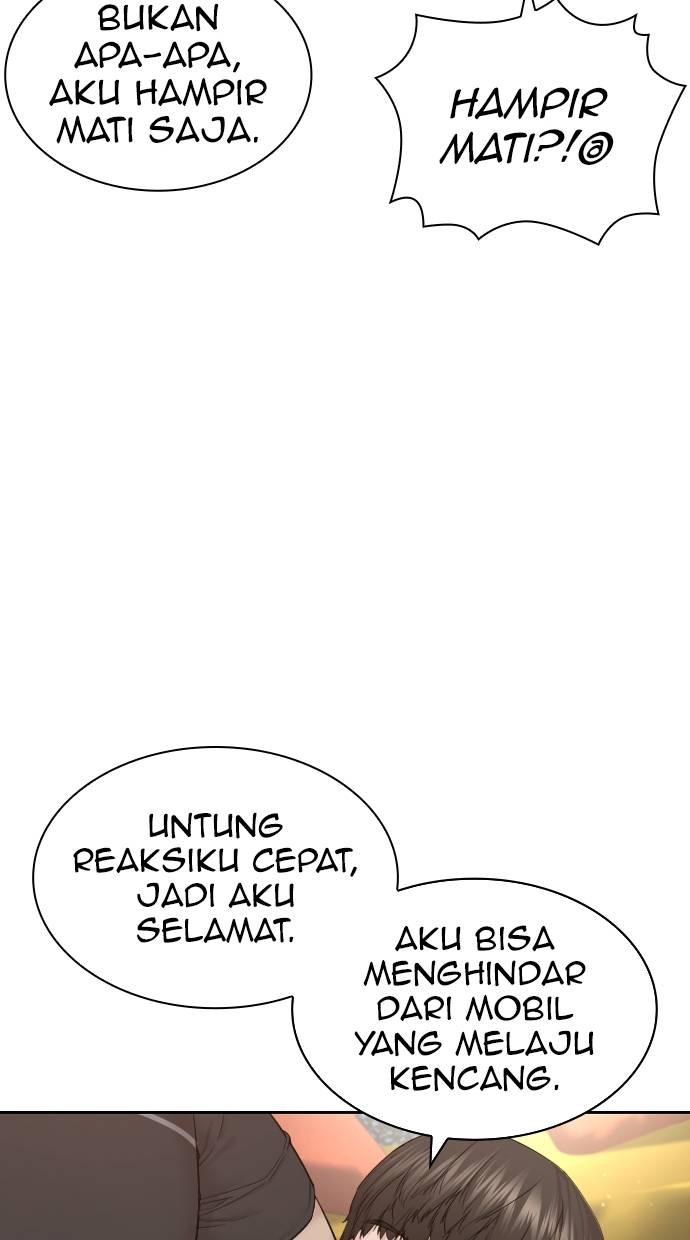 BUKAN
APA-APA,
AKU HAMPIR
MATI SAJA.
HAMPIR
MATI?!@
UNTUNG
REAKSIKU CEPAT,
JADI AKU
SELAMAT.
AKU BISA
MENGHINDAR
DARI MOBIL
YANG MELAJU
KENCANG.